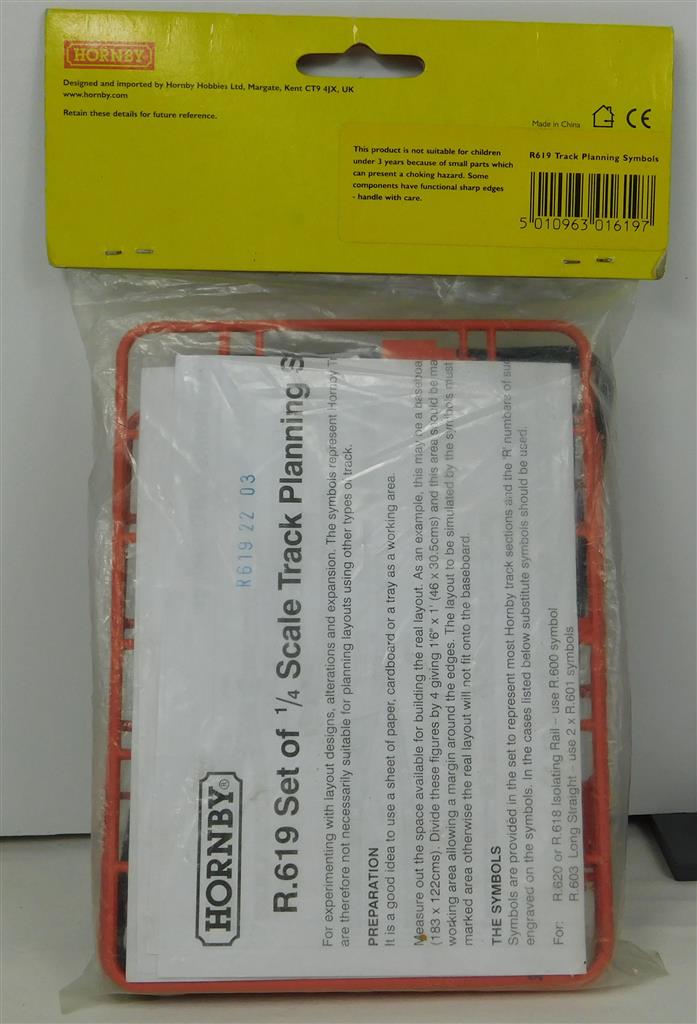 HORNBY
Designed and imported by Hornby Hobbies Ltd, Margate, Kent CT9 4JX, UK
www.hornby.com
Retain these details for future reference.
Made in China
CE
This product is not suitable for children
under 3 years because of small parts which
can present a choking hazard. Some
components have functional sharp edges
- handle with care.
R619 Track Planning Symbols
5 010963 016197
R619 22 03
HORNBY®
R.619 Set of 1/4 Scale Track Planning
For experimenting with layout designs, alterations and expansion. The symbols represent Hornby
are therefore not necessarily suitable for planning layouts using other types of track.
PREPARATION
It is a good idea to use a sheet of paper, cardboard or a tray as a working area.
Measure out the space available for building the real layout. As an example, this may be a
(183 x 122cms). Divide these figures by 4 giving 1'6" x 1' (46 x 30.5cms) and this area should be
working area allowing a margin around the edges. The layout to be simulated by the symbols must
marked area otherwise the real layout will not fit onto the baseboard.
THE SYMBOLS
Symbols are provided in the set to represent most Hornby track sections and the 'R' numbers of
engraved on the symbols. In the cases listed below substitute symbols should be used.
For: R.620 or R.618 Isolating Rail – use R.600 symbol
R.603 Long Straight – use 2 x R.601 symbols